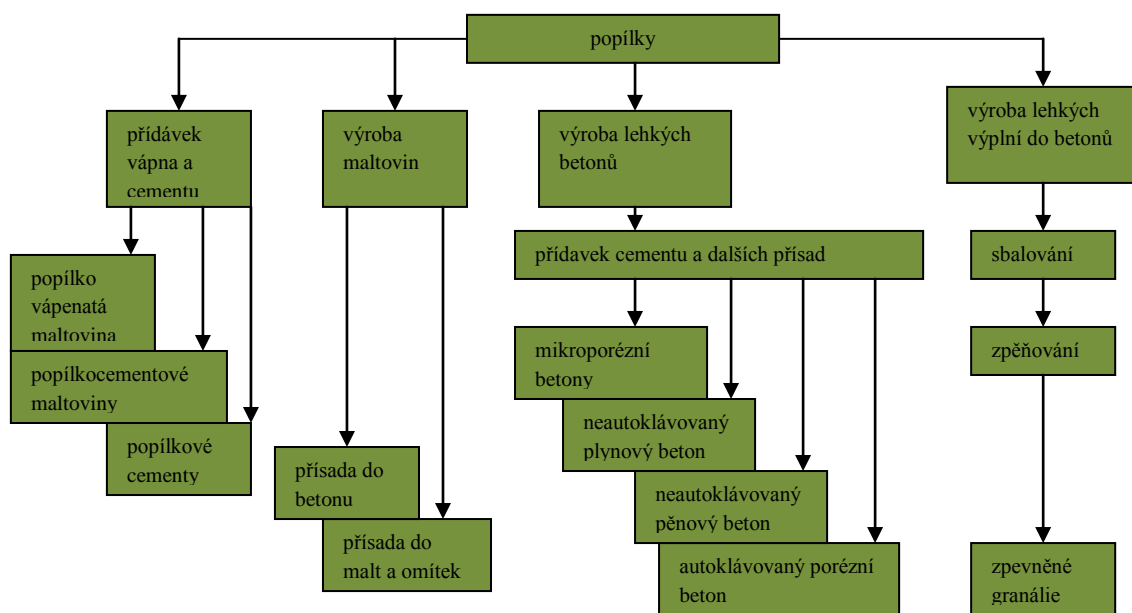 popílky
přídávek
vápna a
cementu
popílko
vápenatá
maltovina
popílkocementové
maltoviny
popílkové
cementy
výroba
maltovin
přísada do
betonu
přísada do
malt a omítek
výroba lehkých
betonů
přídavek cementu a dalších přísad
mikroporézní
betony
neautoklávovaný
plynový beton
neautoklávovaný
pěnový beton
autoklávovaný porézní
beton
výroba lehkých
výplní do betonů
sbalování
zpěňování
zpevněné
granálie